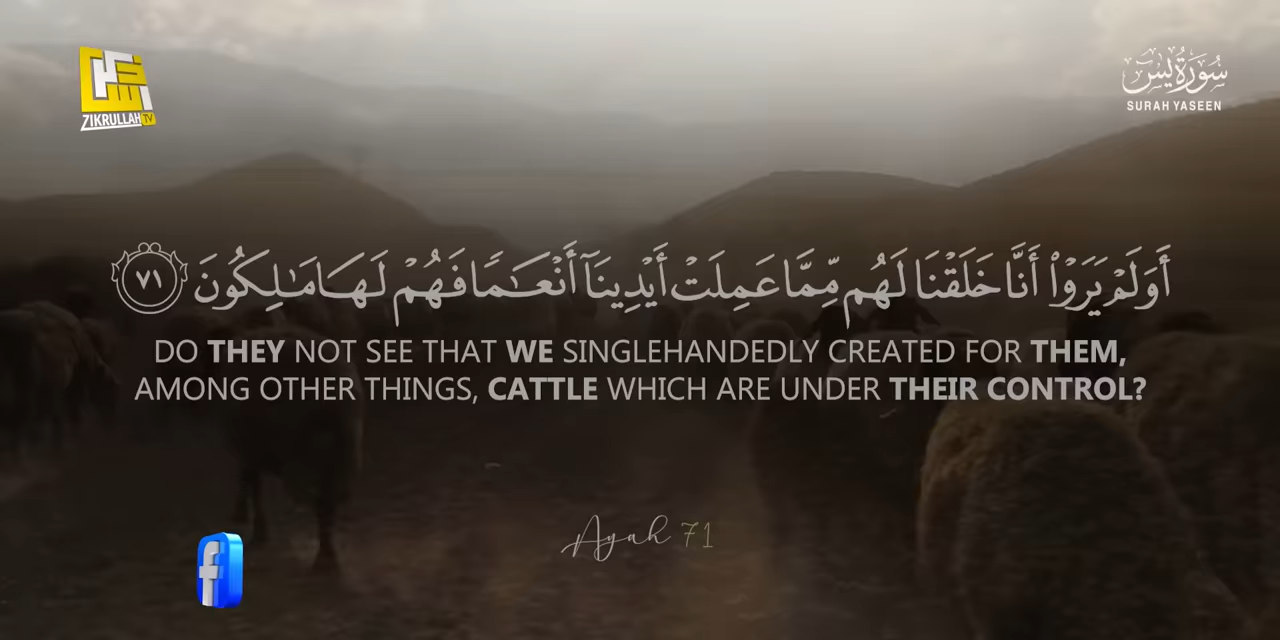 ZIKRULLAH TV
سُورَةُ يسٓ
SURAH YASEEN
أَوَلَمْ يَرَوْا۟ أَنَّا خَلَقْنَا لَهُم مِّمَّا عَمِلَتْ أَيْدِينَآ أَنْعَـٰمًا فَهُمْ لَهَا مَـٰلِكُونَ ٧١
DO THEY NOT SEE THAT WE SINGLEHANDEDLY CREATED FOR THEM,
AMONG OTHER THINGS, CATTLE WHICH ARE UNDER THEIR CONTROL?
Ayah 71
f